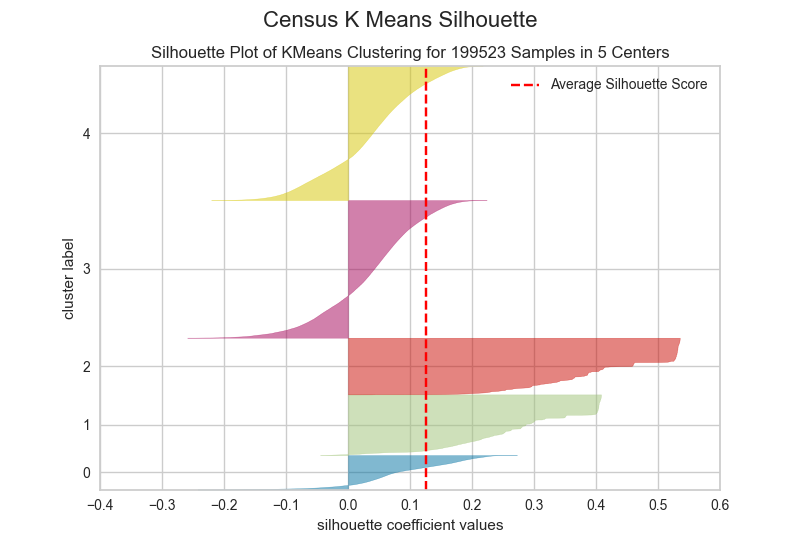 Census K Means Silhouette
Silhouette Plot of KMeans Clustering for 199523 Samples in 5 Centers
Average Silhouette Score
cluster label
4
3
2
1
0
−0.4 −0.3 −0.2 −0.1 0.0 0.1 0.2 0.3 0.4 0.5 0.6
silhouette coefficient values